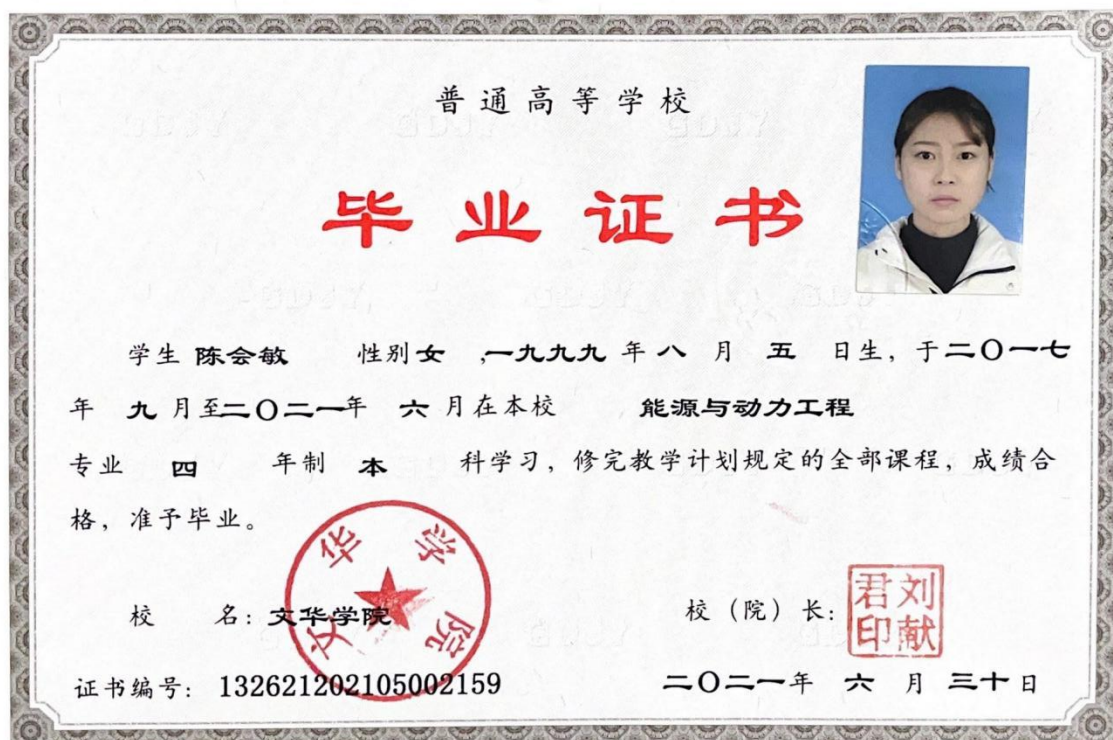 普通高等学校
毕业证书
学生 陈会敏 性别 女 ,一九九九 年 八 月 五 日生，于二〇一七
年 九 月至二〇二一年 六 月在本校 能源与动力工程
专业 四 年制 本 科学习，修完教学计划规定的全部课程，成绩合
格，准予毕业。
文华学院
校 名：文华学院
校（院）长：
刘献君印
证书编号：132621202105002159
二〇二一年 六 月 三十 日